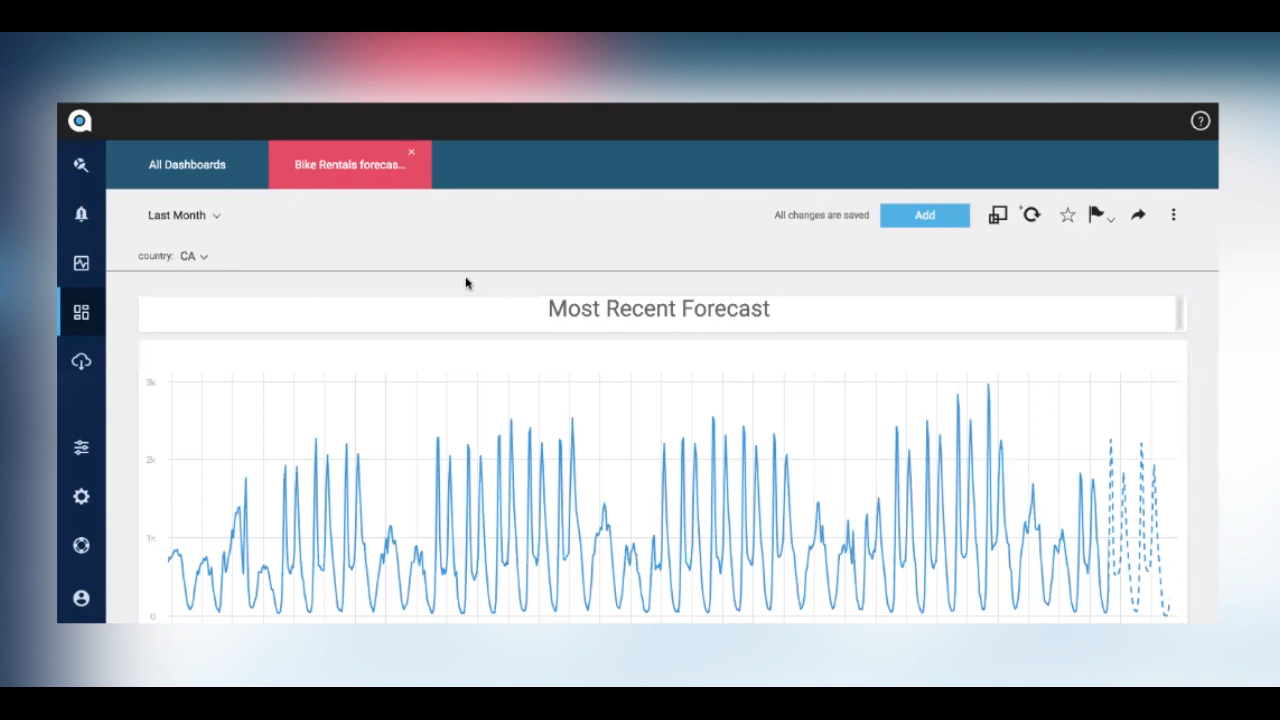 ?
All Dashboards
Bike Rentals forecas...
×
Last Month
All changes are saved
Add
country: CA
Most Recent Forecast
3k
2k
1k
0